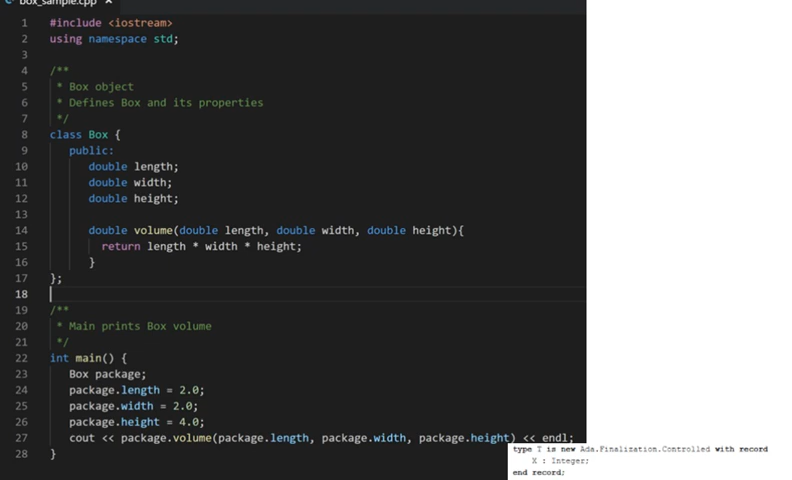 box_sample.cpp ×
1 #include <iostream>
2 using namespace std;
3
4 /**
5  * Box object
6  * Defines Box and its properties
7  */
8 class Box {
9    public:
10       double length;
11       double width;
12       double height;
13
14       double volume(double length, double width, double height){
15         return length * width * height;
16       }
17 };
18
19 /**
20  * Main prints Box volume
21  */
22 int main() {
23    Box package;
24    package.length = 2.0;
25    package.width = 2.0;
26    package.height = 4.0;
27    cout << package.volume(package.length, package.width, package.height) << endl;
28 }
type T is new Ada.Finalization.Controlled with record
    X : Integer;
end record;